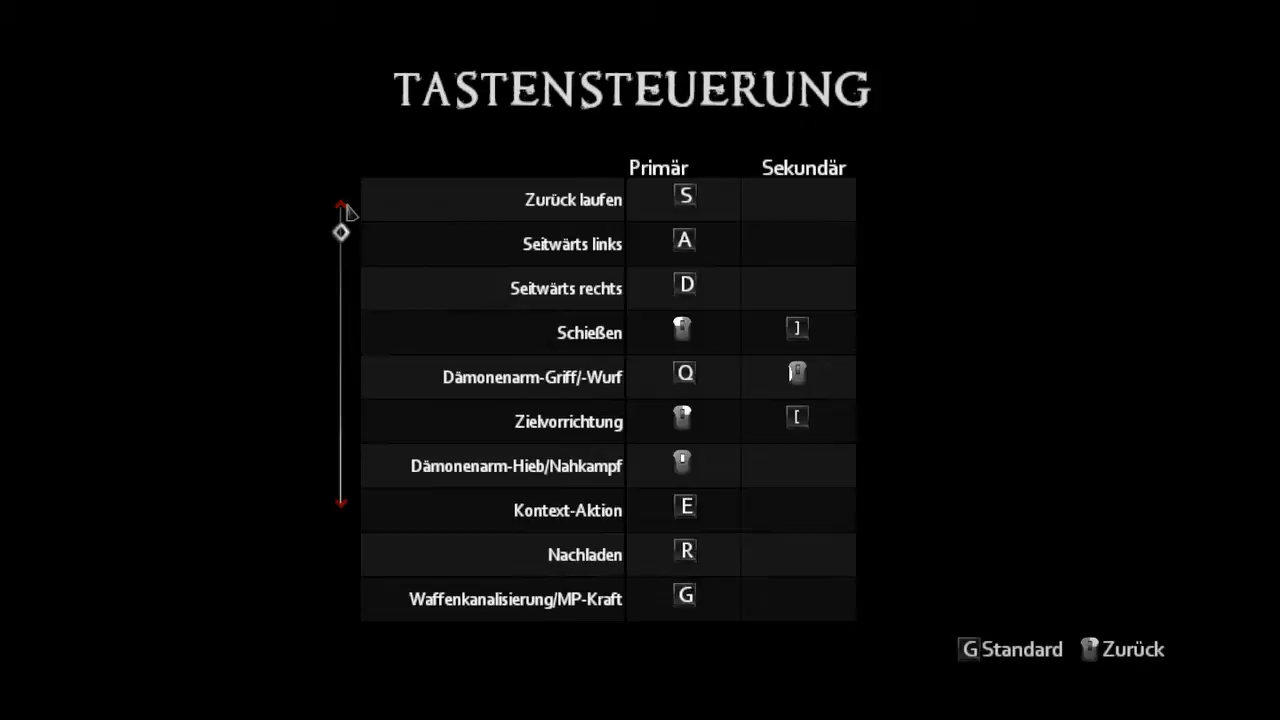 TASTENSTEUERUNG
Primär Sekundär
Zurück laufen S
Seitwärts links A
Seitwärts rechts D
Schießen ]
Dämonenarm-Griff/-Wurf Q
Zielvorrichtung [
Dämonenarm-Hieb/Nahkampf
Kontext-Aktion E
Nachladen R
Waffenkanalisierung/MP-Kraft G
G Standard Zurück